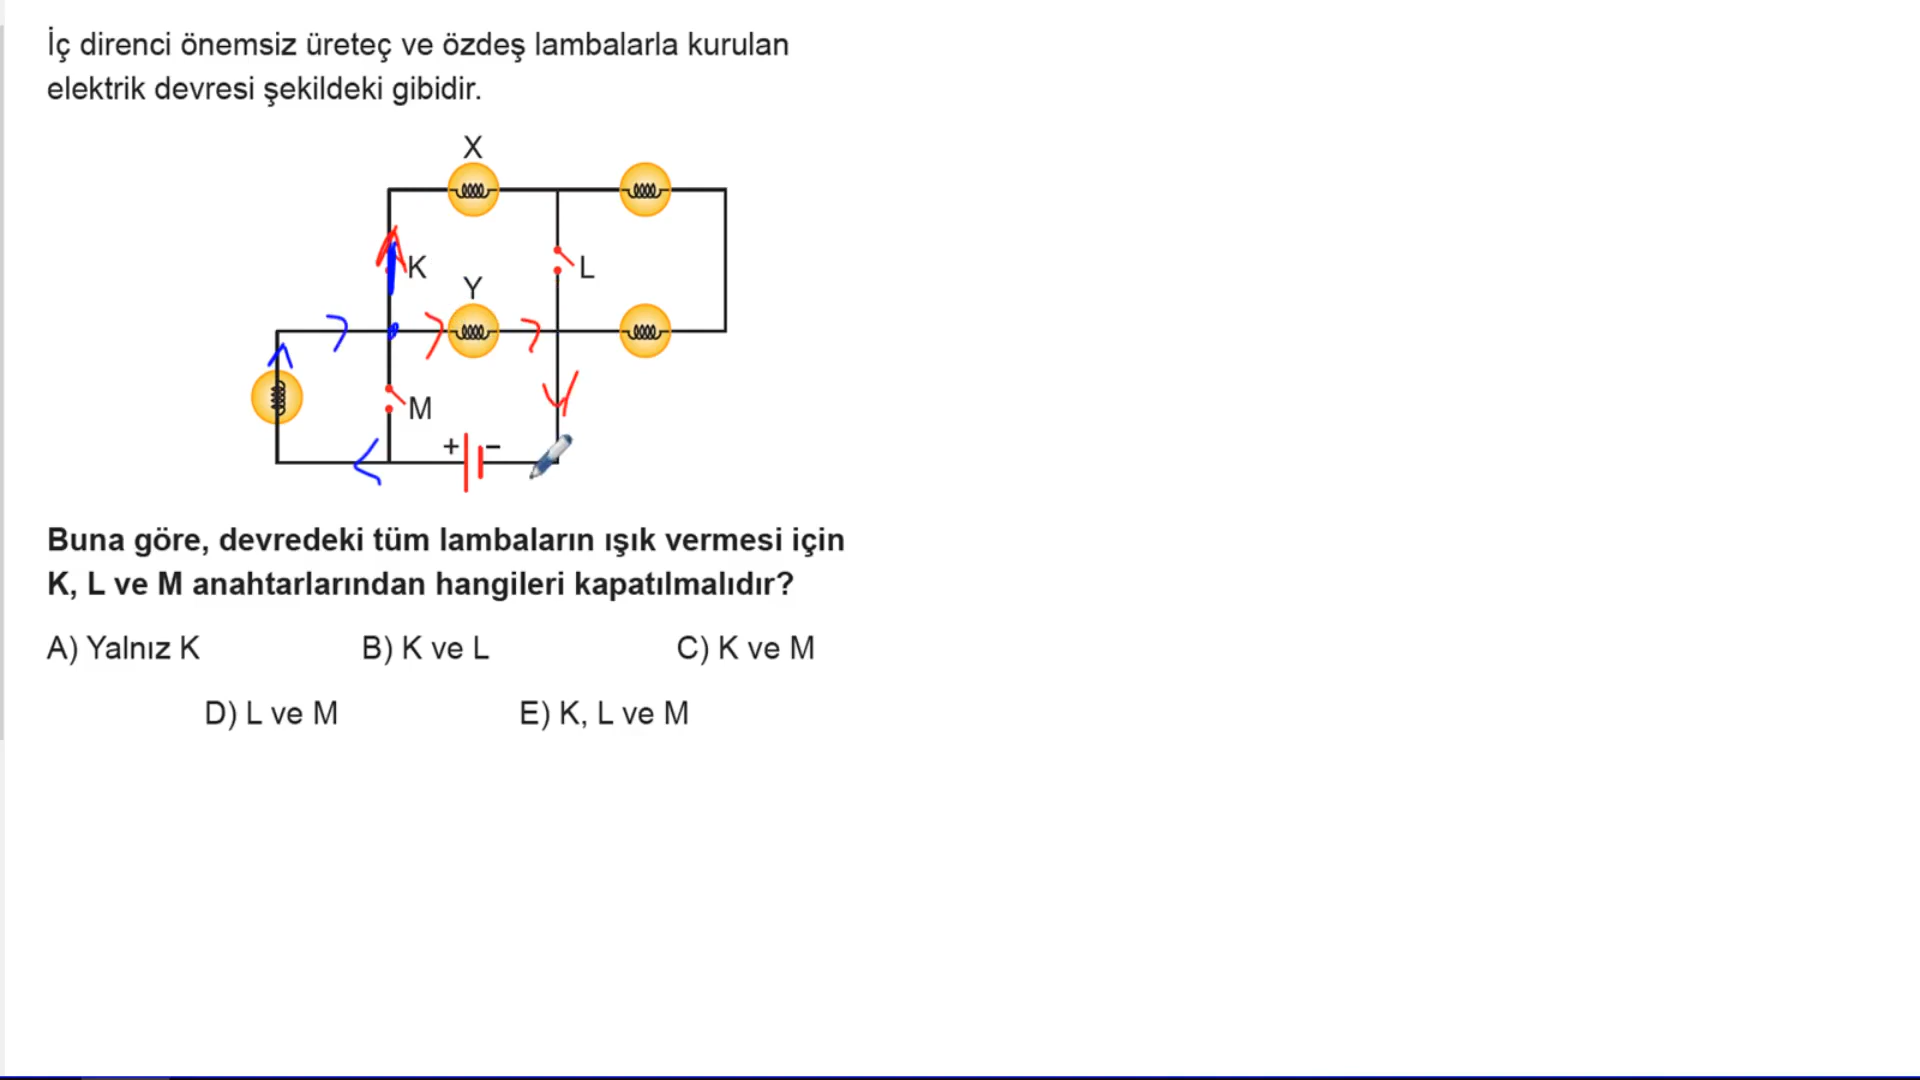 İç direnci önemsiz üreteç ve özdeş lambalarla kurulan
elektrik devresi şekildeki gibidir.
X
K
L
Y
M
+ −
Buna göre, devredeki tüm lambaların ışık vermesi için
K, L ve M anahtarlarından hangileri kapatılmalıdır?
A) Yalnız K B) K ve L C) K ve M
D) L ve M E) K, L ve M